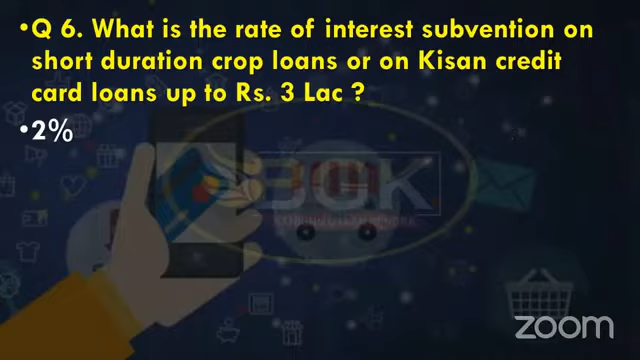 •Q 6. What is the rate of interest subvention on
short duration crop loans or on Kisan credit
card loans up to Rs. 3 Lac ?
•2%
BGK
zoom